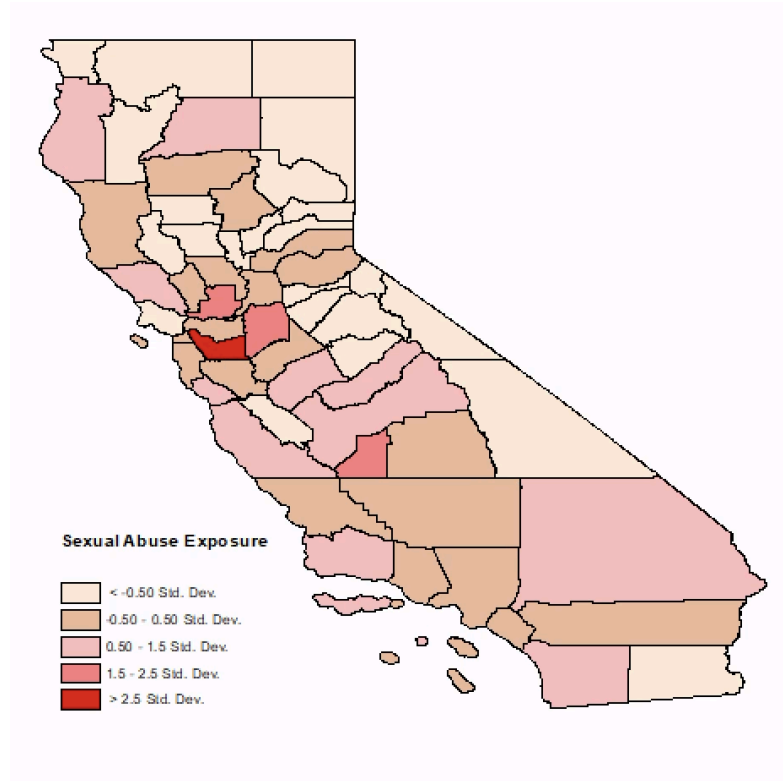 Sexual Abuse Exposure
< -0.50 Std. Dev.
-0.50 - 0.50 Std. Dev.
0.50 - 1.5 Std. Dev.
1.5 - 2.5 Std. Dev.
> 2.5 Std. Dev.